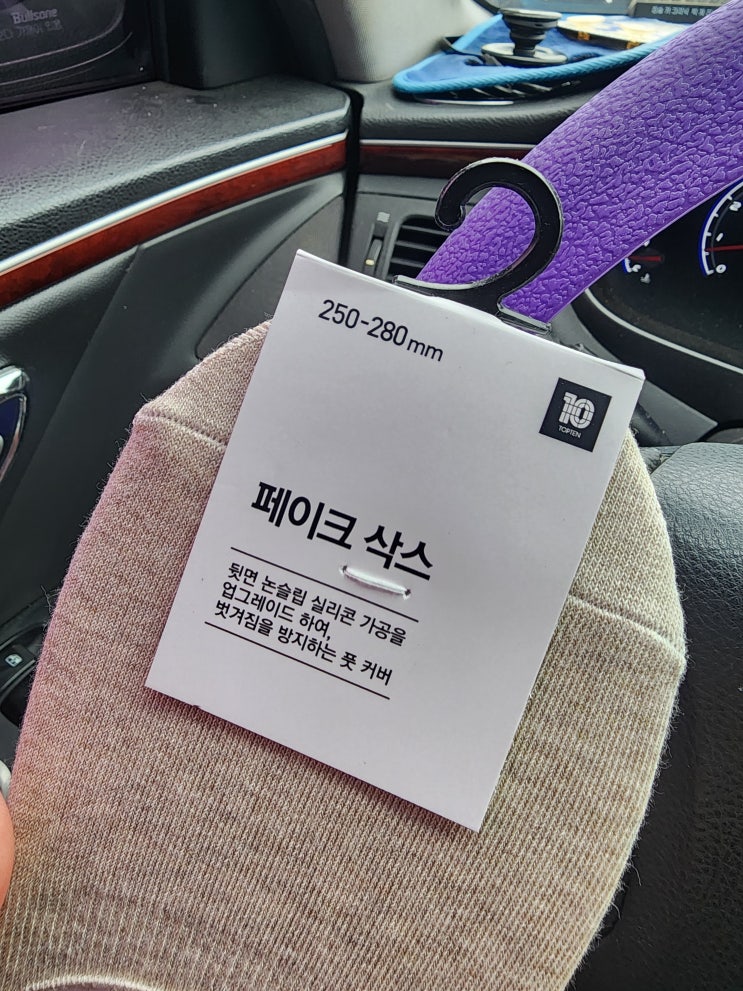 Bullsone
250-280mm
10
TOPTEN
페이크 삭스
뒷면 논슬립 실리콘 가공을
업그레이드 하여,
벗겨짐을 방지하는 풋 커버